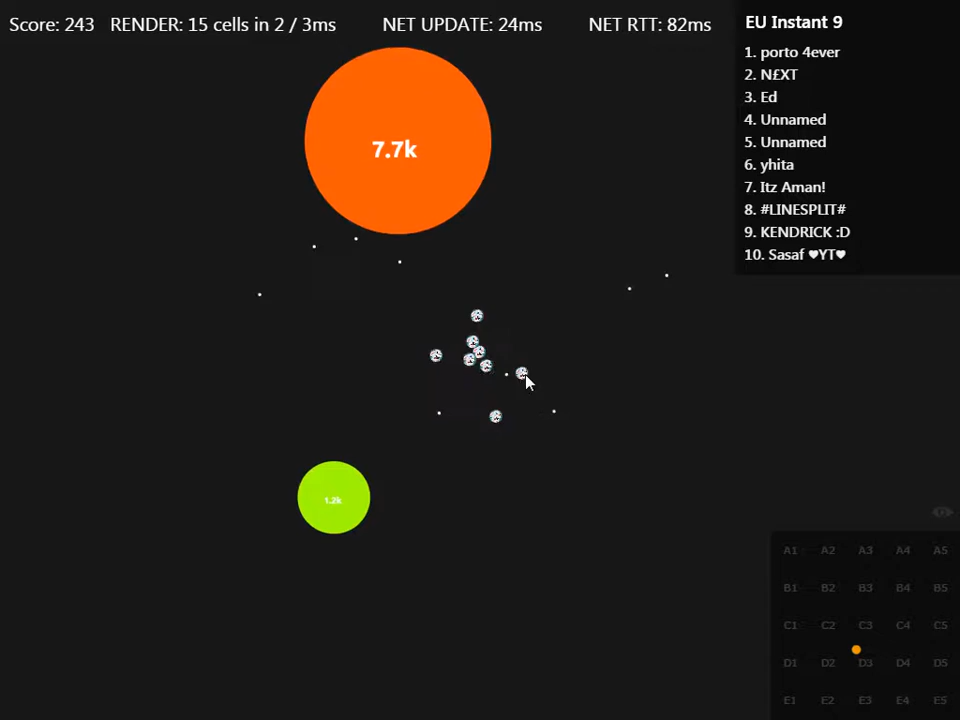 Score: 243 RENDER: 15 cells in 2 / 3ms NET UPDATE: 24ms NET RTT: 82ms
EU Instant 9
1. porto 4ever
2. N£XT
3. Ed
4. Unnamed
5. Unnamed
6. yhita
7. Itz Aman!
8. #LINESPLIT#
9. KENDRICK :D
10. Sasaf ♥YT♥
7.7k
1.2k
A1 A2 A3 A4 A5
B1 B2 B3 B4 B5
C1 C2 C3 C4 C5
D1 D2 D3 D4 D5
E1 E2 E3 E4 E5